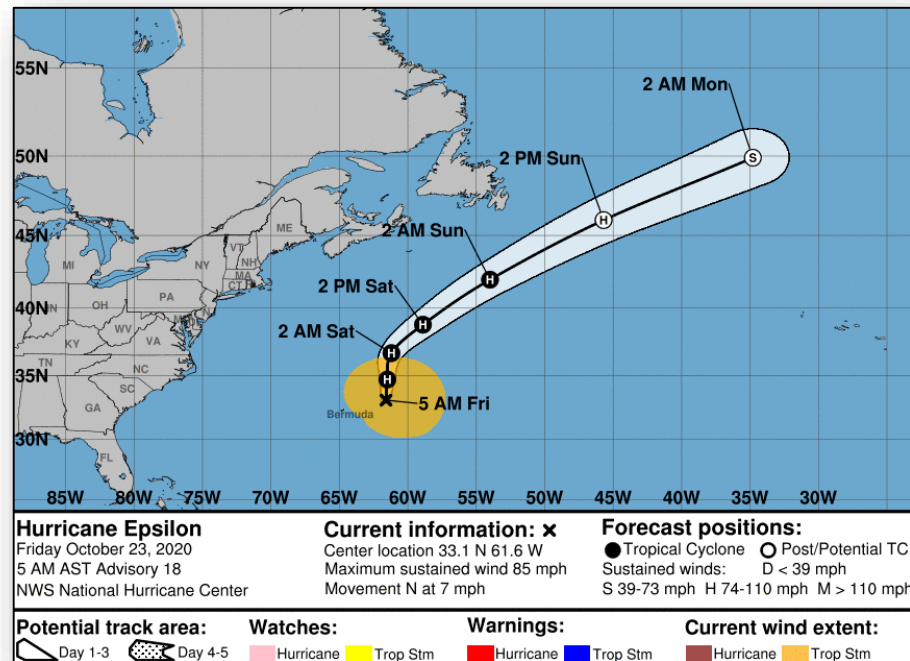 55N
2 AM Mon
S
50N
2 PM Sun
H
45N
ME
2 AM Sun
H
VT
NH
MI
NY
MA
CT
R
40N
2 PM Sat
H
PA
IN
OH
N
M
WV
2 AM Sat
H
KY
VA
35N
TN
NC
H
SC
5 AM Fri
GA
Bermuda
30N
FL
85W 80W 75W 70W 65W 60W 55W 50W 45W 40W 35W 30W
Hurricane Epsilon
Friday October 23, 2020
5 AM AST Advisory 18
NWS National Hurricane Center
Current information: ×
Center location 33.1 N 61.6 W
Maximum sustained wind 85 mph
Movement N at 7 mph
Forecast positions:
Tropical Cyclone Post/Potential TC
Sustained winds: D < 39 mph
S 39-73 mph H 74-110 mph M > 110 mph
Potential track area:
Day 1-3 Day 4-5
Watches:
Hurricane Trop Stm
Warnings:
Hurricane Trop Stm
Current wind extent:
Hurricane Trop Stm